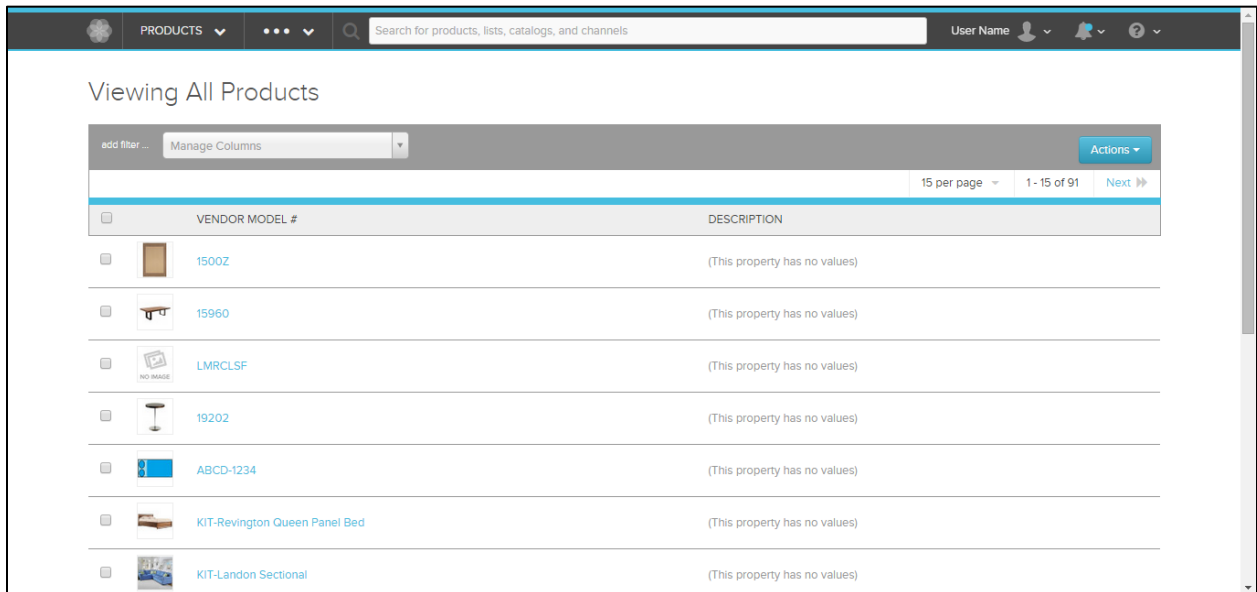 PRODUCTS ••• Search for products, lists, catalogs, and channels User Name ?
Viewing All Products
add filter ... Manage Columns Actions
15 per page 1 - 15 of 91 Next
VENDOR MODEL # DESCRIPTION
1500Z (This property has no values)
15960 (This property has no values)
NO IMAGE LMRCLSF (This property has no values)
19202 (This property has no values)
ABCD-1234 (This property has no values)
KIT-Revington Queen Panel Bed (This property has no values)
KIT-Landon Sectional (This property has no values)